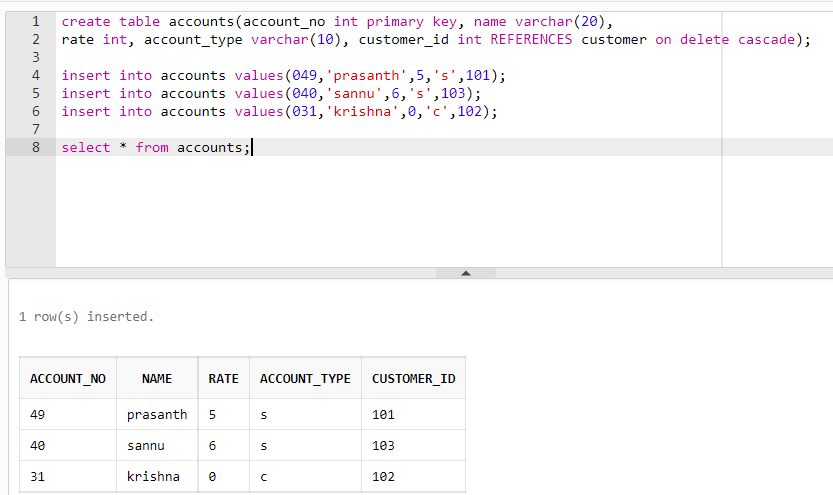 1 create table accounts(account_no int primary key, name varchar(20),
2 rate int, account_type varchar(10), customer_id int REFERENCES customer on delete cascade);
3
4 insert into accounts values(049,'prasanth',5,'s',101);
5 insert into accounts values(040,'sannu',6,'s',103);
6 insert into accounts values(031,'krishna',0,'c',102);
7
8 select * from accounts;
1 row(s) inserted.
ACCOUNT_NO NAME RATE ACCOUNT_TYPE CUSTOMER_ID
49 prasanth 5 s 101
40 sannu 6 s 103
31 krishna 0 c 102